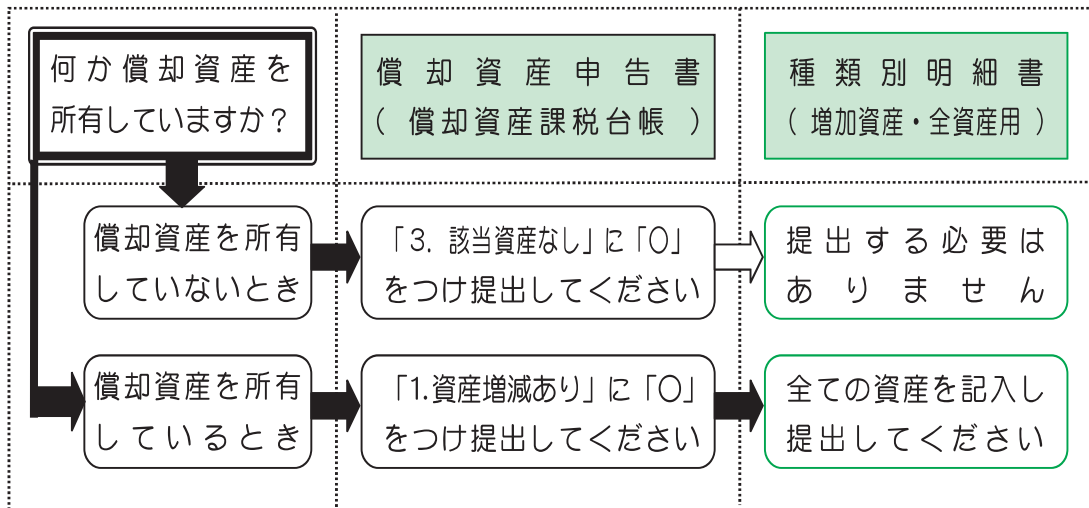 何か償却資産を
所有していますか？
償却資産申告書
（償却資産課税台帳）
種類別明細書
（増加資産・全資産用）
償却資産を所有
していないとき
「3．該当資産なし」に「〇」
をつけ提出してください
提出する必要は
ありません
償却資産を所有
しているとき
「1.資産増減あり」に「〇」
をつけ提出してください
全ての資産を記入し
提出してください